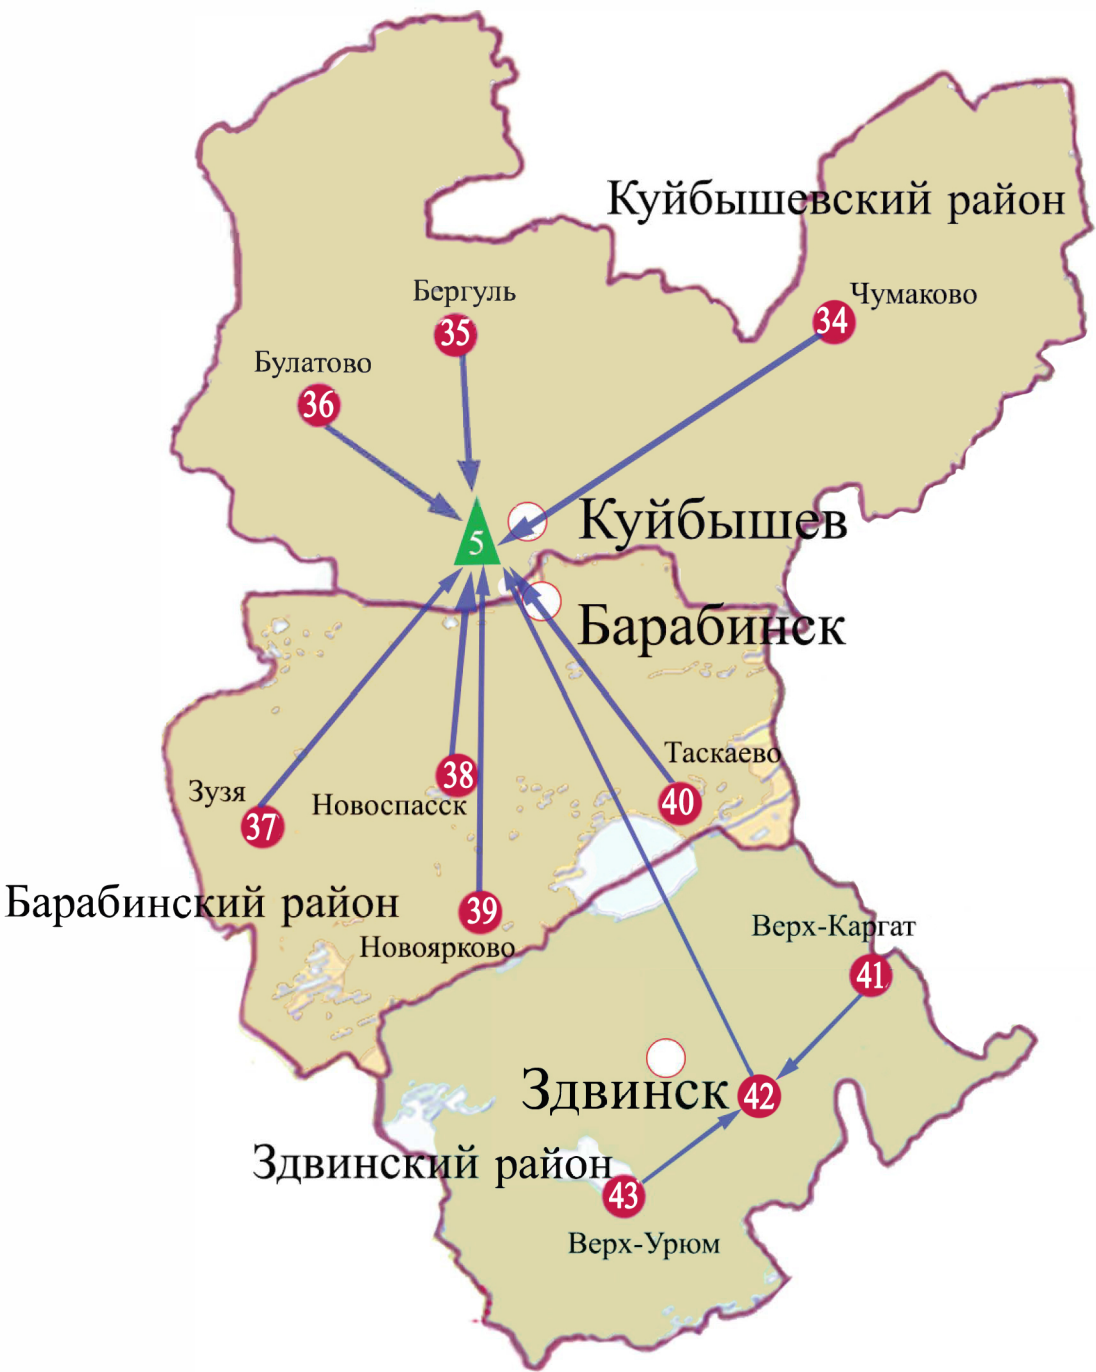 Куйбышевский район
Бергуль
35
Чумаково
34
Булатово
36
5
Куйбышев
Барабинск
Таскаево
40
38
Зузя
37
Новоспасск
Барабинский район
39
Новоярково
Верх-Каргат
41
Здвинск
42
Здвинский район
43
Верх-Урюм